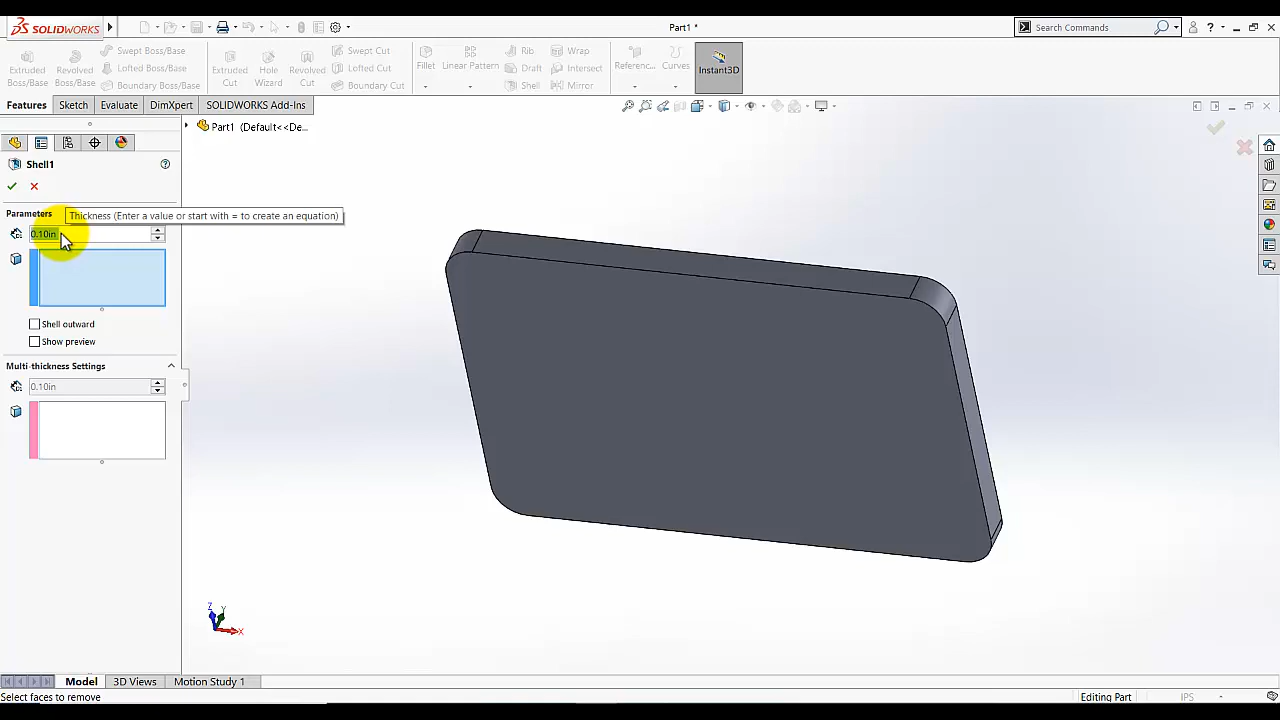 SOLIDWORKS
Part1 *
Search Commands
?
Extruded Boss/Base
Revolved Boss/Base
Swept Boss/Base
Lofted Boss/Base
Boundary Boss/Base
Extruded Cut
Hole Wizard
Revolved Cut
Swept Cut
Lofted Cut
Boundary Cut
Fillet
Linear Pattern
Rib
Draft
Shell
Wrap
Intersect
Mirror
Referenc...
Curves
Instant3D
Features
Sketch
Evaluate
DimXpert
SOLIDWORKS Add-Ins
Part1 (Default<<De...
Shell1
?
Parameters
Thickness (Enter a value or start with = to create an equation)
0.10in
Shell outward
Show preview
Multi-thickness Settings
0.10in
Z
Y
X
Model
3D Views
Motion Study 1
Select faces to remove
Editing Part
IPS